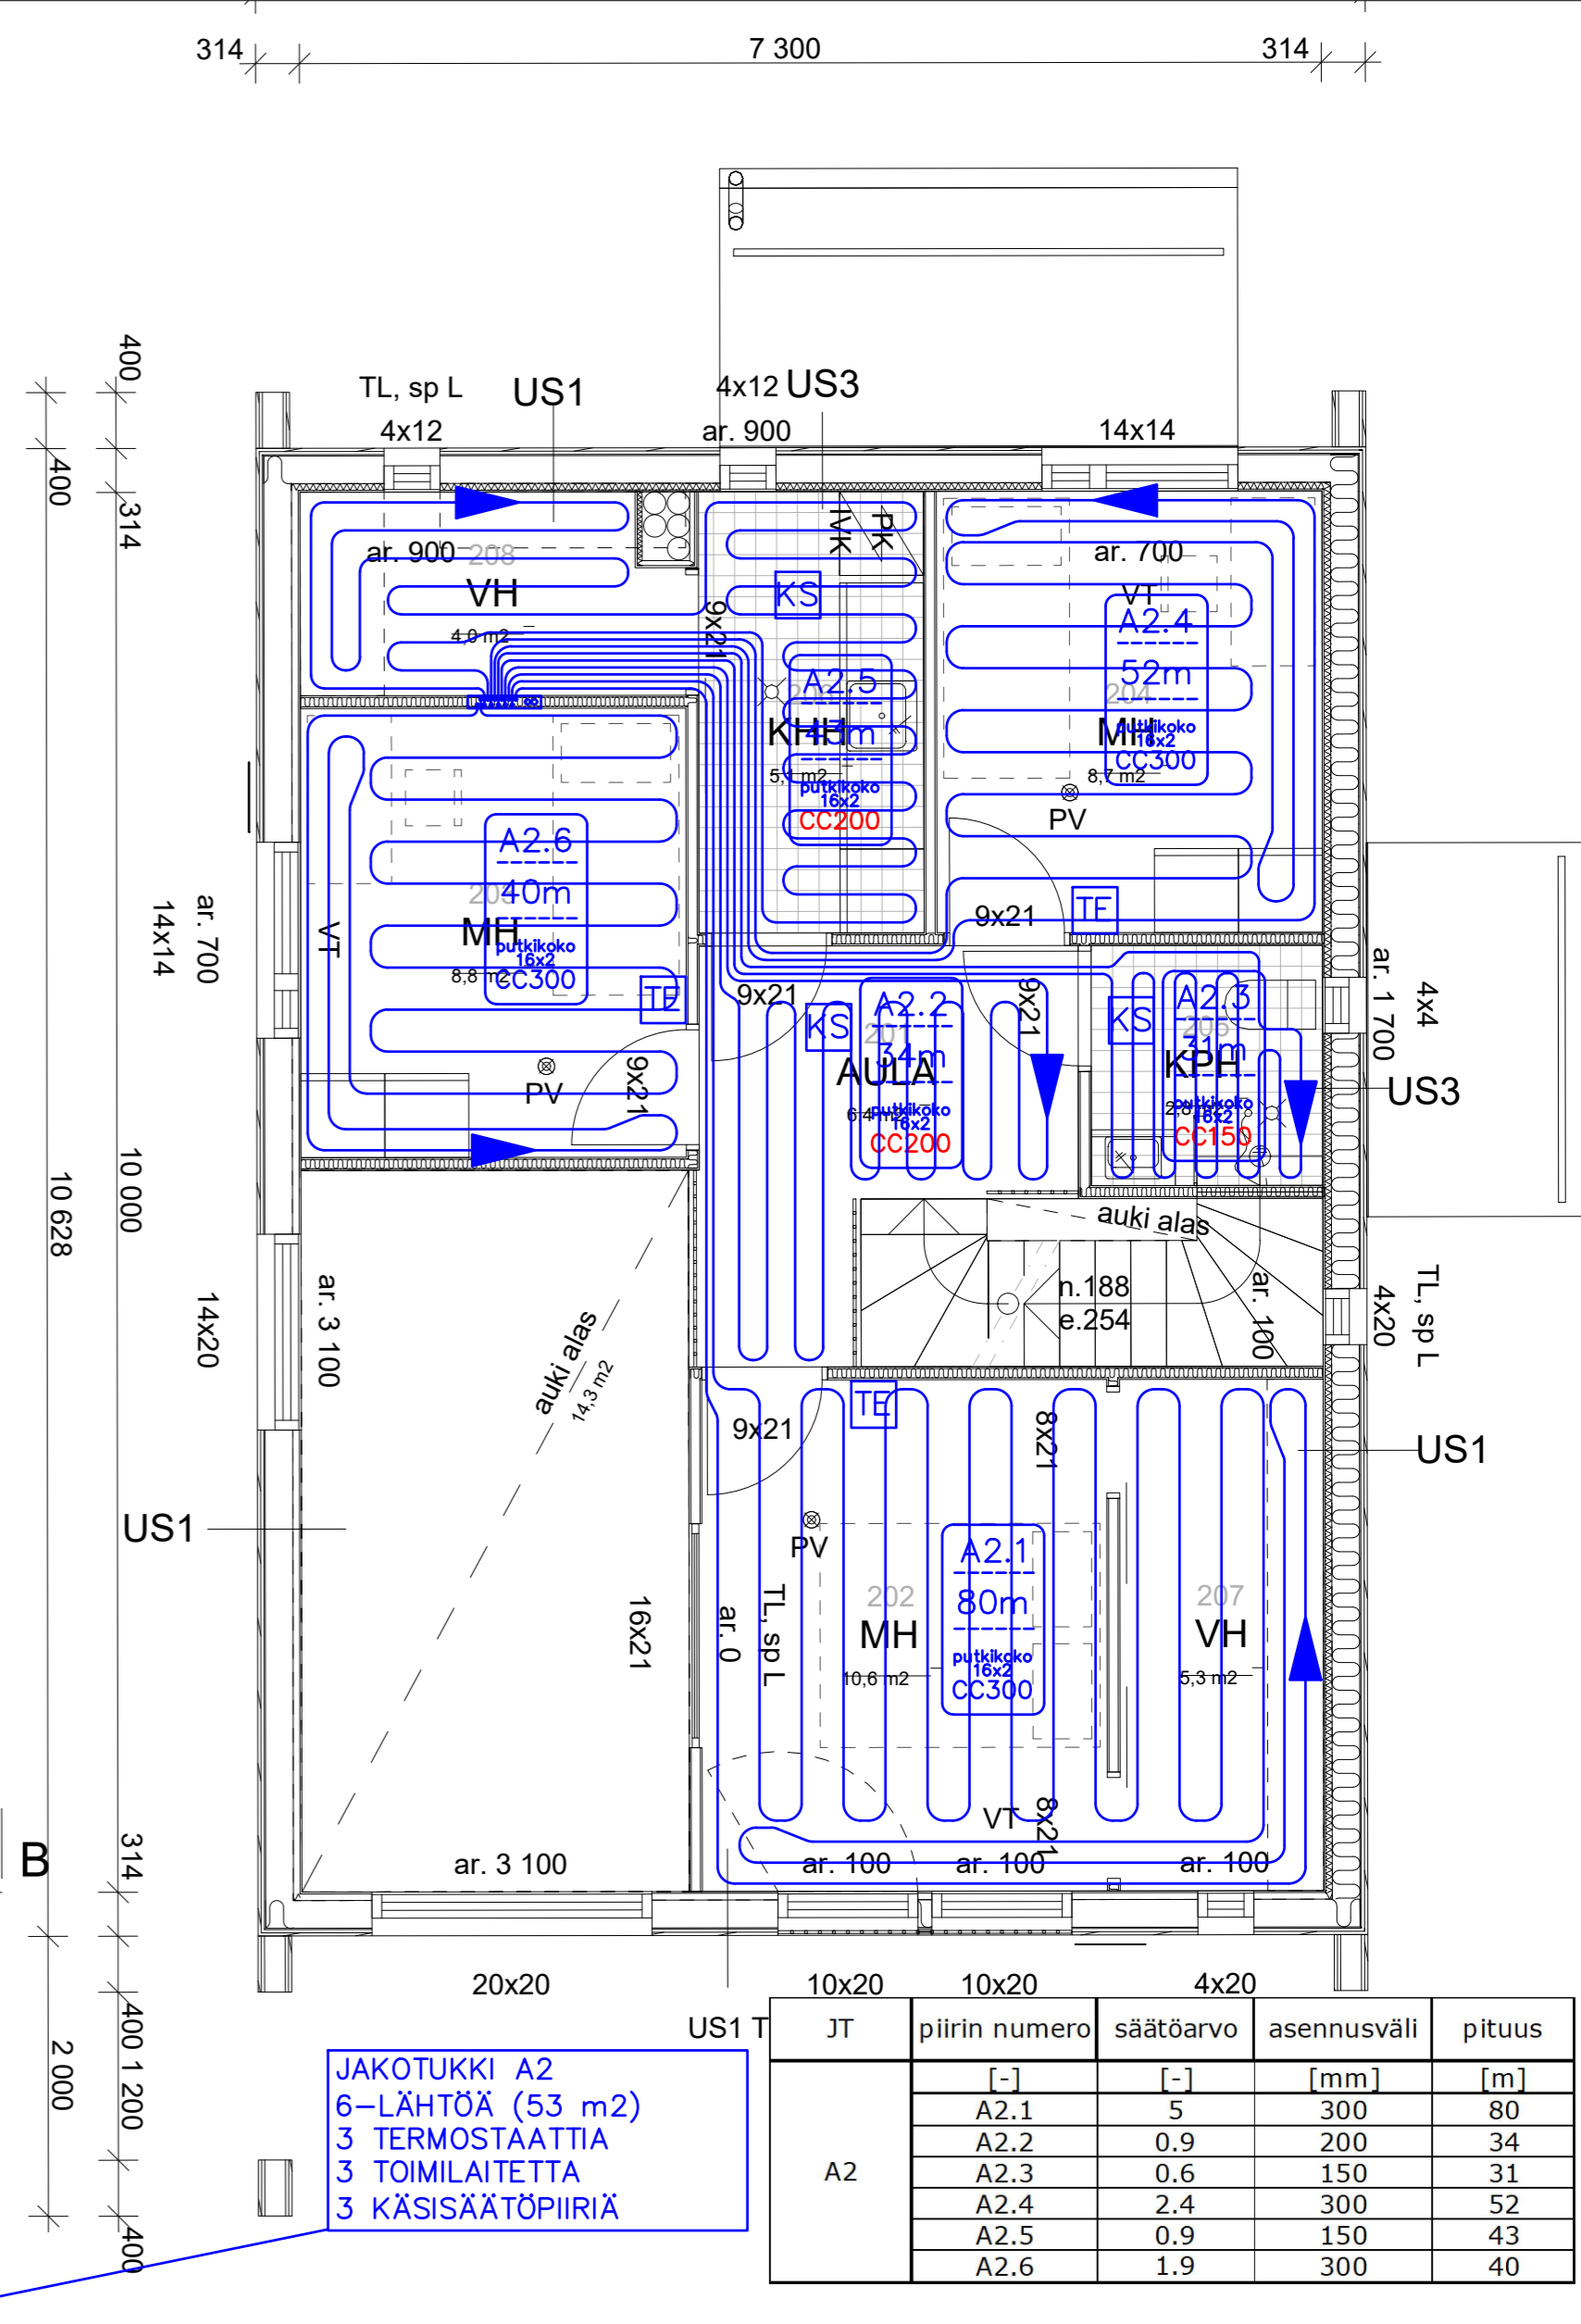 314
7 300
314
400
400
314
TL, sp L
US1
4x12
US3
4x12
ar. 900
14x14
ar. 900
208
VH
4,0 m2
9x21
KS
IVK
PK
ar. 700
VT
A2.4
52m
204
MH
putkikoko
16x2
CC300
8,7 m2
PV
A2.5
43m
KHH
5,1 m2
putkikoko
16x2
CC200
A2.6
40m
MH
putkikoko
16x2
CC300
8,8 m2
VT
TE
PV
9x21
ar. 700
14x14
9x21
TE
9x21
9x21
KS
A2.2
201
34m
AULA
putkikoko
16x2
CC200
KS
A2.3
31m
KPH
putkikoko
16x2
CC150
ar. 1 700
4x4
US3
10 000
10 628
14x20
ar. 3 100
auki alas
14,3 m2
auki alas
n.188
e.254
ar. 100
4x20
TL, sp L
US1
9x21
TE
8x21
PV
US1
16x21
ar. 0
TL, sp L
202
MH
10,6 m2
A2.1
80m
putkikoko
16x2
CC300
207
VH
5,3 m2
VT
8x21
ar. 3 100
ar. 100
ar. 100
ar. 100
B
314
20x20
10x20
10x20
4x20
US1 T
400
1 200
2 000
400
JAKOTUKKI A2
6-LÄHTÖÄ (53 m2)
3 TERMOSTAATTIA
3 TOIMILAITETTA
3 KÄSISÄÄTÖPIIRIÄ
JT piirin numero säätöarvo asennusväli pituus
[-] [-] [mm] [m]
A2
A2.1 5 300 80
A2.2 0.9 200 34
A2.3 0.6 150 31
A2.4 2.4 300 52
A2.5 0.9 150 43
A2.6 1.9 300 40